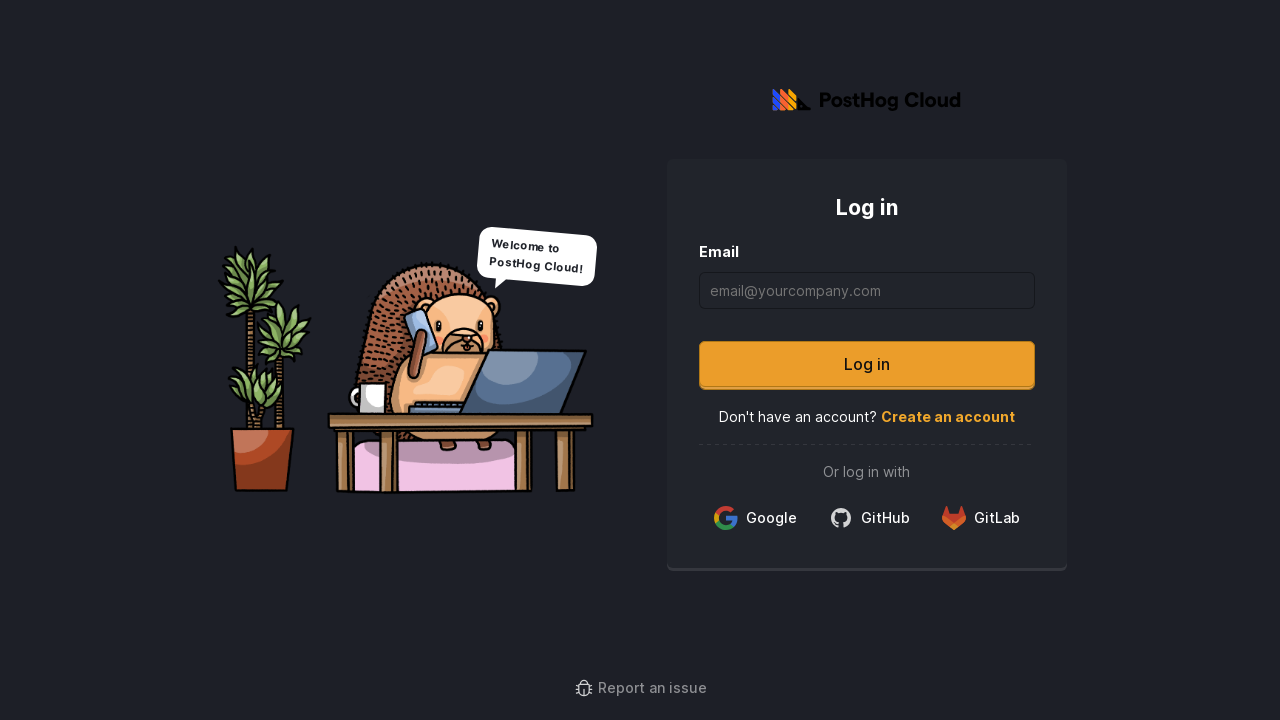 PostHog Cloud
Welcome to
PostHog Cloud!
Log in
Email
email@yourcompany.com
Log in
Don't have an account? Create an account
Or log in with
Google
GitHub
GitLab
Report an issue